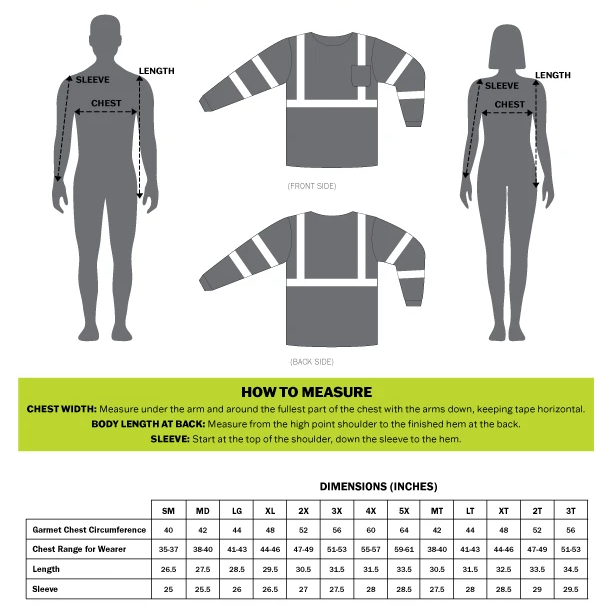 LENGTH
SLEEVE
CHEST
LENGTH
SLEEVE
CHEST
(FRONT SIDE)
(BACK SIDE)
HOW TO MEASURE
CHEST WIDTH: Measure under the arm and around the fullest part of the chest with the arms down, keeping tape horizontal.
BODY LENGTH AT BACK: Measure from the high point shoulder to the finished hem at the back.
SLEEVE: Start at the top of the shoulder, down the sleeve to the hem.
DIMENSIONS (INCHES)
SM MD LG XL 2X 3X 4X 5X MT LT XT 2T 3T
Garmet Chest Circumference 40 42 44 48 52 56 60 64 42 44 48 52 56
Chest Range for Wearer 35-37 38-40 41-43 44-46 47-49 51-53 55-57 59-61 38-40 41-43 44-46 47-49 51-53
Length 26.5 27.5 28.5 29.5 30.5 31.5 31.5 33.5 30.5 31.5 32.5 33.5 34.5
Sleeve 25 25.5 26 26.5 27 27.5 28 28.5 27.5 28 28.5 29 29.5